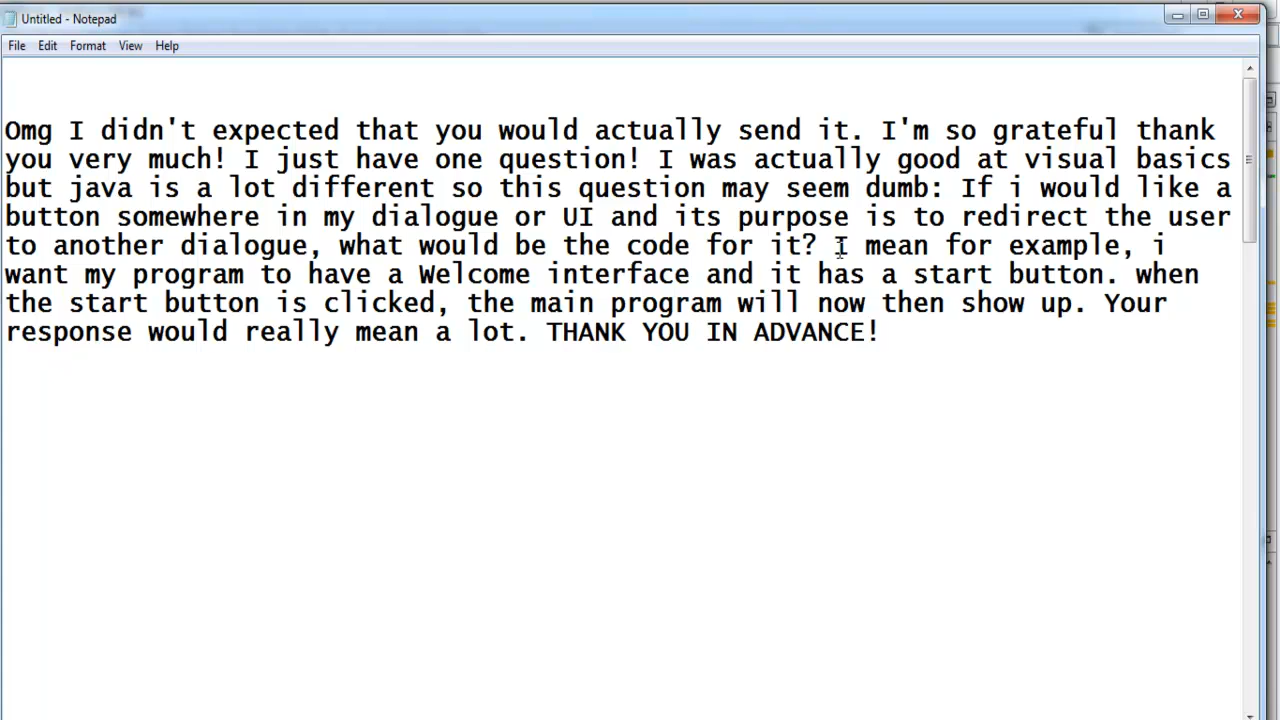 Untitled - Notepad
File Edit Format View Help
Omg I didn't expected that you would actually send it. I'm so grateful thank
you very much! I just have one question! I was actually good at visual basics
but java is a lot different so this question may seem dumb: If i would like a
button somewhere in my dialogue or UI and its purpose is to redirect the user
to another dialogue, what would be the code for it? I mean for example, i
want my program to have a Welcome interface and it has a start button. when
the start button is clicked, the main program will now then show up. Your
response would really mean a lot. THANK YOU IN ADVANCE!